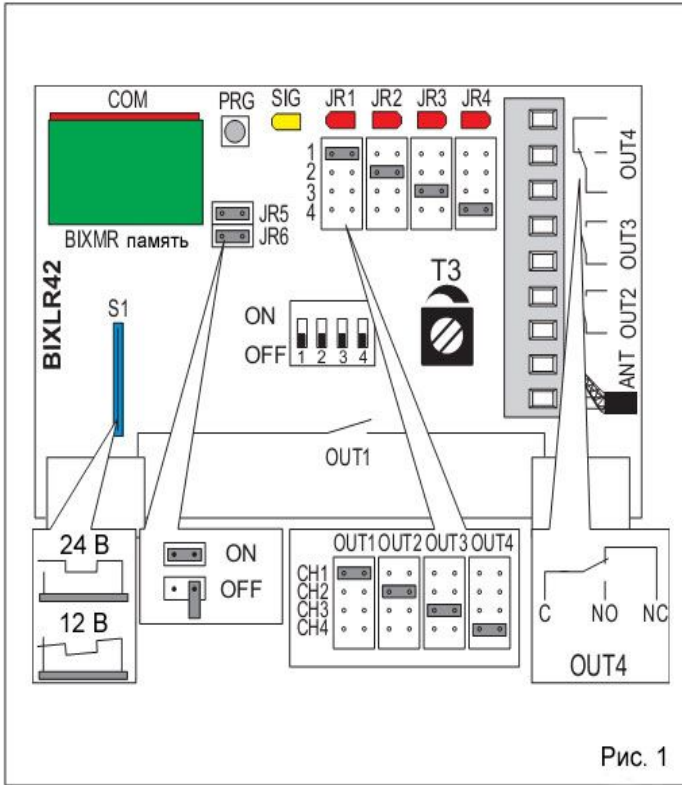 COM PRG SIG JR1 JR2 JR3 JR4
1
2
3
4
JR5
JR6
BIXMR память
BIXLR42
S1
ON
OFF
1 2 3 4
T3
OUT4
OUT3
OUT2
ANT
OUT1
24 В
12 В
ON
OFF
OUT1 OUT2 OUT3 OUT4
CH1
CH2
CH3
CH4
C NO NC
OUT4
Рис. 1